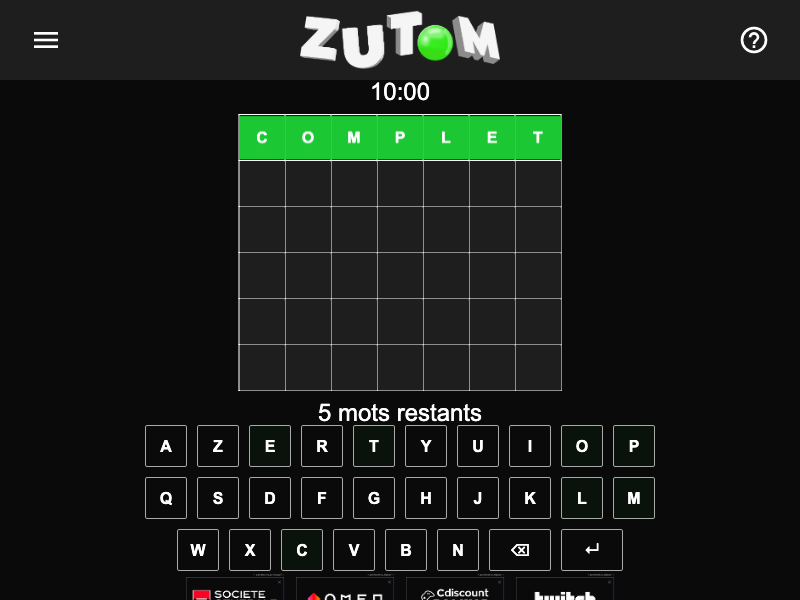 ZUTOM
10:00
C O M P L E T
5 mots restants
A Z E R T Y U I O P
Q S D F G H J K L M
W X C V B N
SOCIETE
OMEN
Cdiscount
twitch